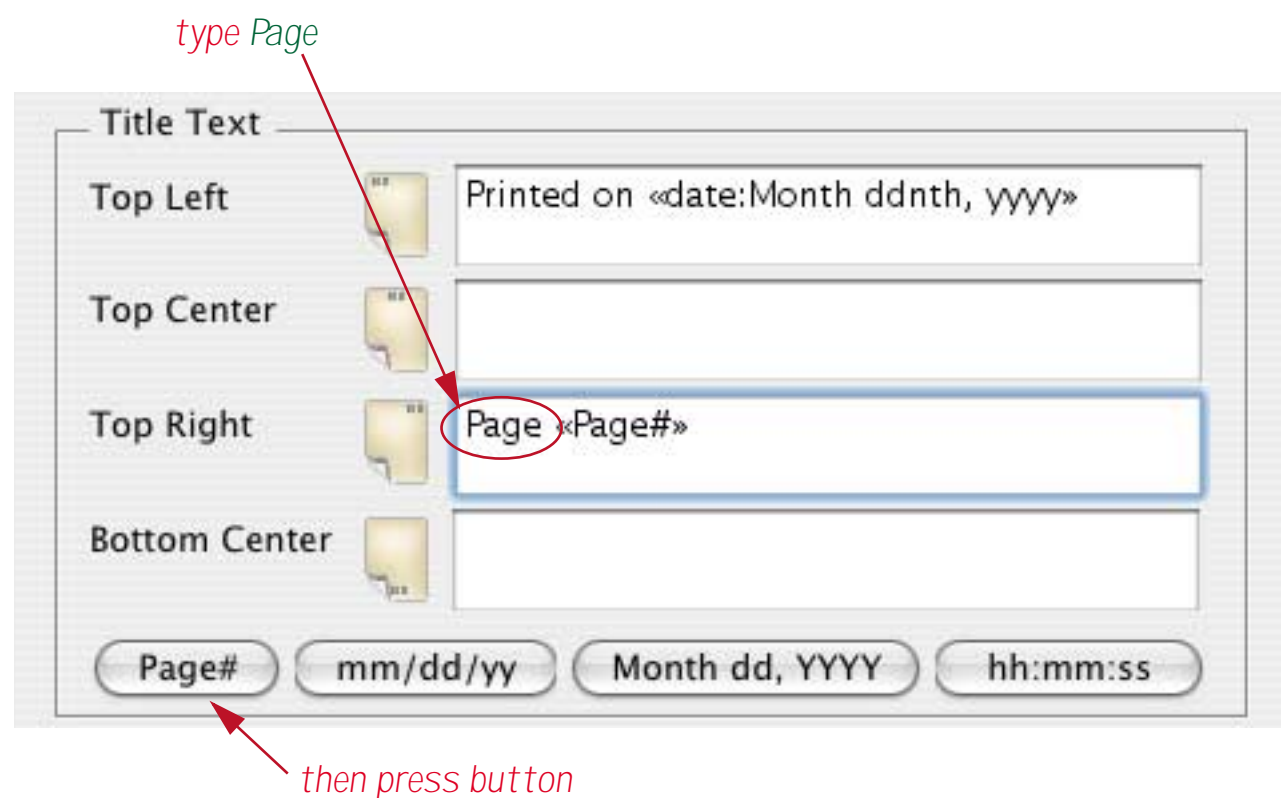 type Page
Title Text
Top Left
Printed on «date:Month ddnth, yyyy»
Top Center
Top Right
Page «Page#»
Bottom Center
Page# mm/dd/yy Month dd, YYYY hh:mm:ss
then press button